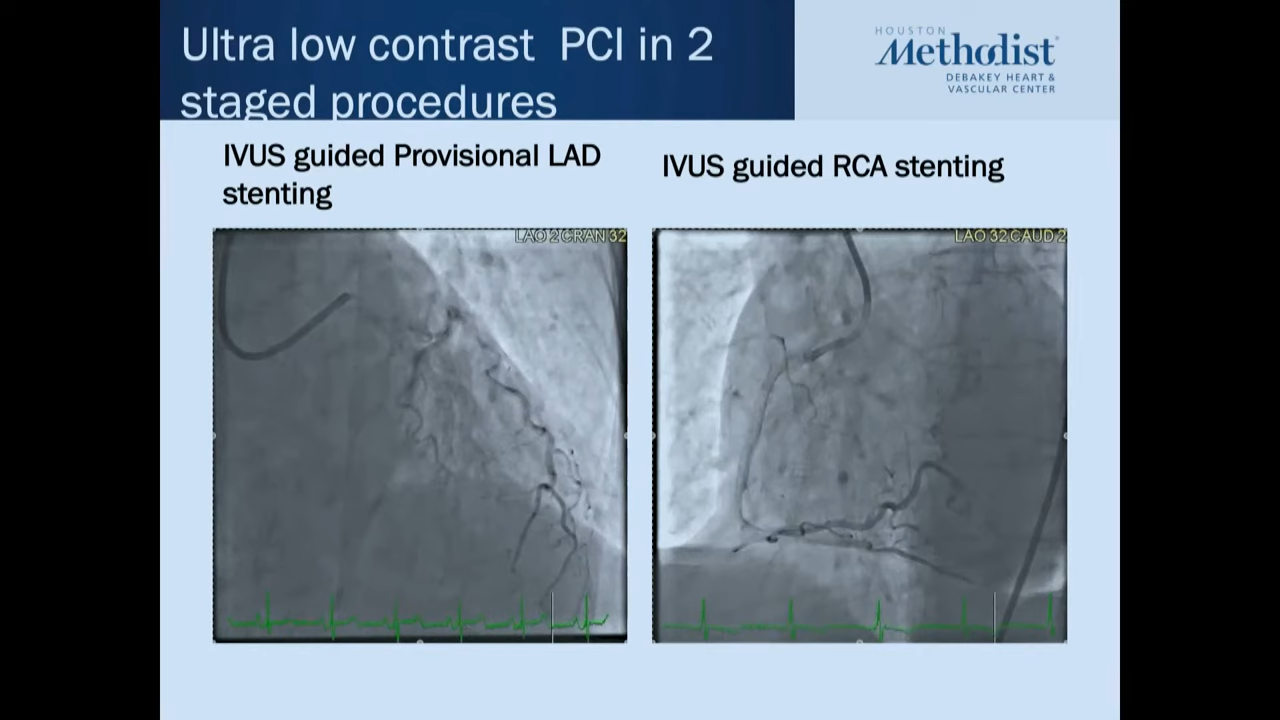 Ultra low contrast PCI in 2
staged procedures
HOUSTON
Methodist
DEBAKEY HEART &
VASCULAR CENTER
IVUS guided Provisional LAD
stenting
IVUS guided RCA stenting
LAO 2 CRAN 32
LAO 32 CAUD 2